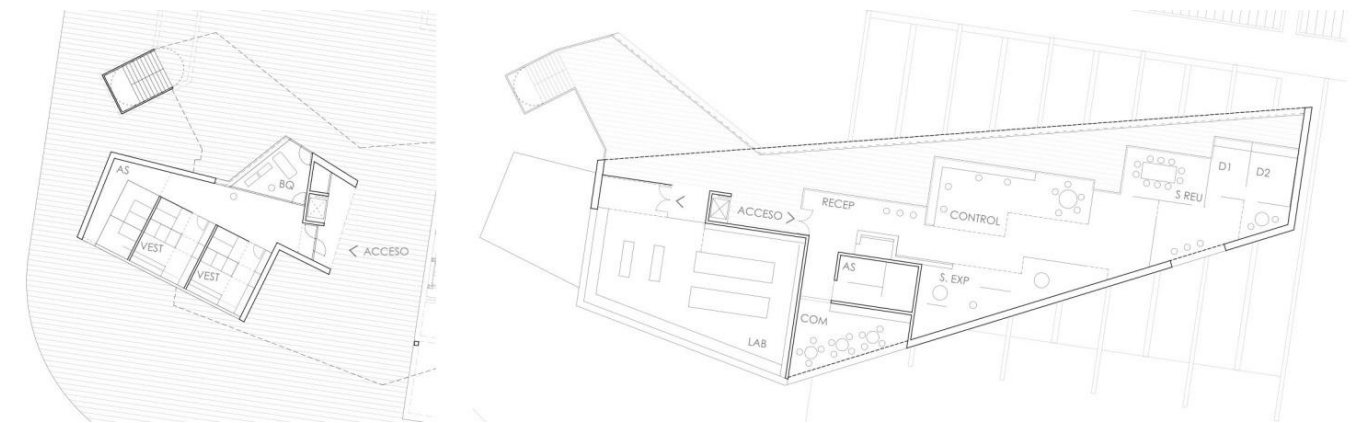 AS
BQ
VEST
VEST
ACCESO
ACCESO
RECEP
CONTROL
S REU
D1
D2
AS
S. EXP
COM
LAB